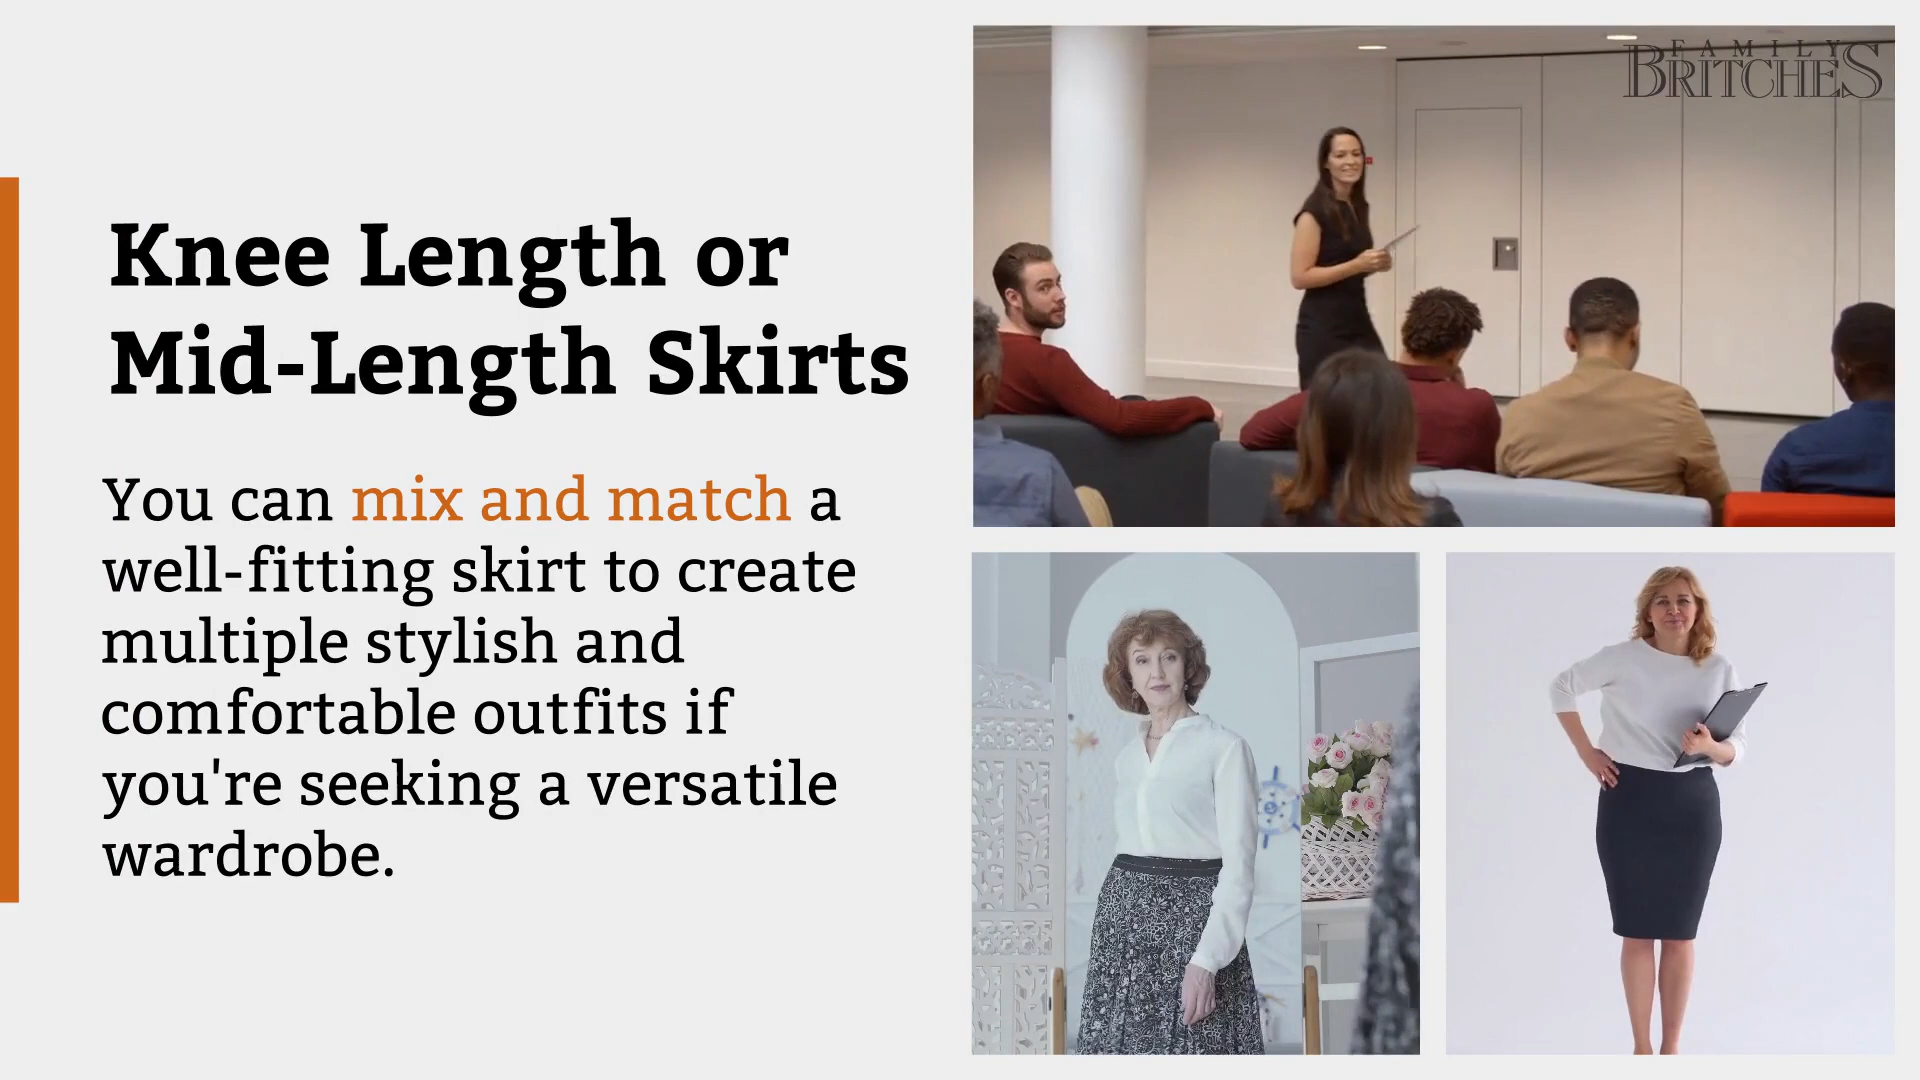 Knee Length or
Mid-Length Skirts
You can mix and match a
well-fitting skirt to create
multiple stylish and
comfortable outfits if
you're seeking a versatile
wardrobe.
FAMILY
BRITCHES